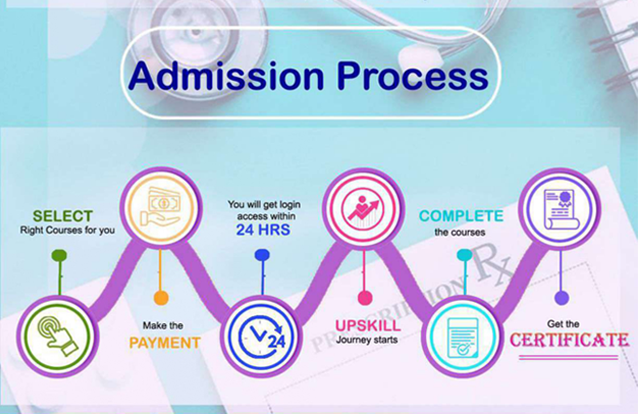 Admission Process
SELECT
Right Courses for you
Make the
PAYMENT
You will get login
access within
24 HRS
24
UPSKILL
Journey starts
COMPLETE
the courses
Get the
CERTIFICATE
PRESCRIPTION Rx